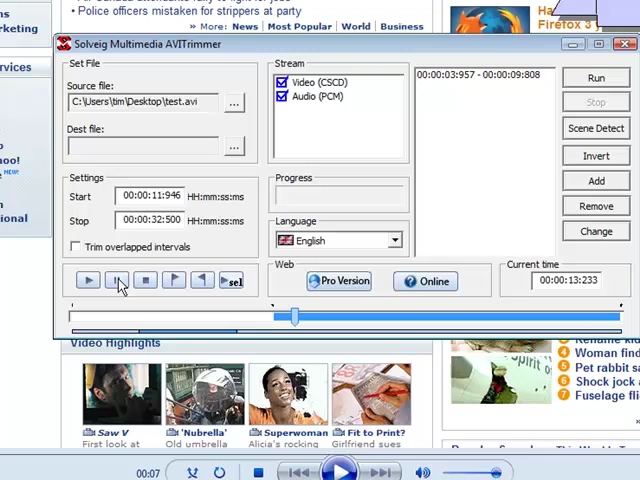 Police officers mistaken for strippers at party
» More: News | Most Popular | World | Business
rketing
Firefox 3
Solveig Multimedia AVITrimmer
ervices
Set File
Source file:
C:\Users\tim\Desktop\test.avi
...
Dest file:
...
Stream
Video (CSCD)
Audio (PCM)
00:00:03:957 - 00:00:09:808
Run
Stop
Scene Detect
Invert
Add
Remove
Change
Settings
Start 00:00:11:946 HH:mm:ss:ms
Stop 00:00:32:500 HH:mm:ss:ms
Trim overlapped intervals
Progress
Language
English
sel
Web
Pro Version
Online
Current time
00:00:13:233
hoo!
NEW!
p
onal
Video Highlights
Saw V
First look at
'Nubrella'
Old umbrella
Superwoman
Alicia's rocking
Fit to Print?
Girlfriend sues
4 Woman find
5 Pet rabbit sa
6 Shock jock a
7 Fuselage fli
00:07